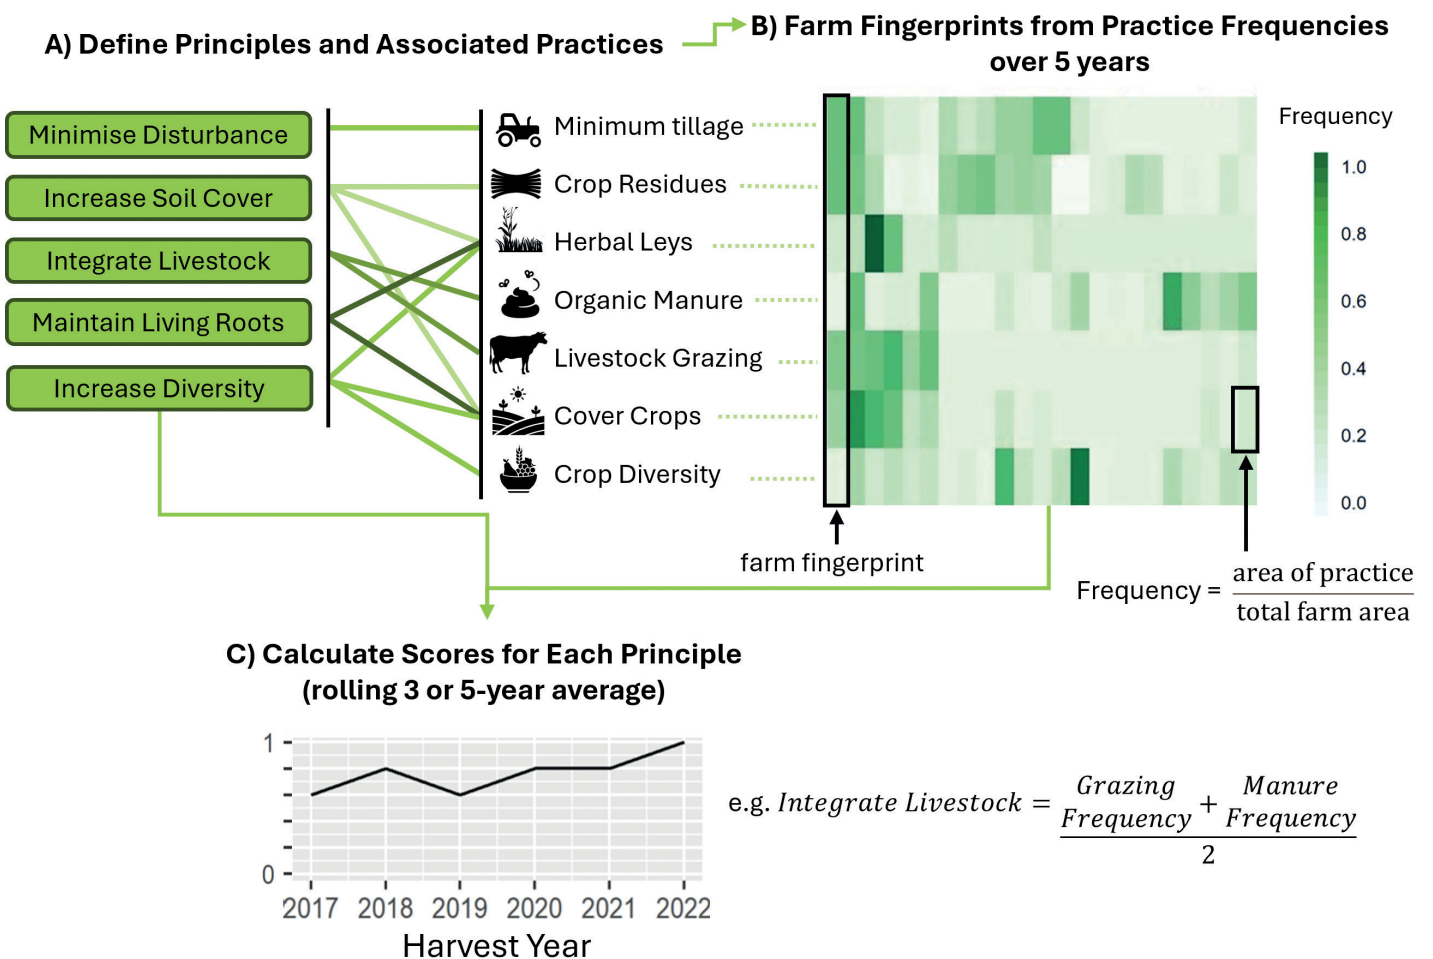 A) Define Principles and Associated Practices
B) Farm Fingerprints from Practice Frequencies
over 5 years
Minimise Disturbance
Increase Soil Cover
Integrate Livestock
Maintain Living Roots
Increase Diversity
Minimum tillage
Crop Residues
Herbal Leys
Organic Manure
Livestock Grazing
Cover Crops
Crop Diversity
Frequency
1.0
0.8
0.6
0.4
0.2
0.0
farm fingerprint
Frequency = area of practice
total farm area
C) Calculate Scores for Each Principle
(rolling 3 or 5-year average)
1
0
2017 2018 2019 2020 2021 2022
Harvest Year
e.g. Integrate Livestock = Grazing Frequency + Manure Frequency
2